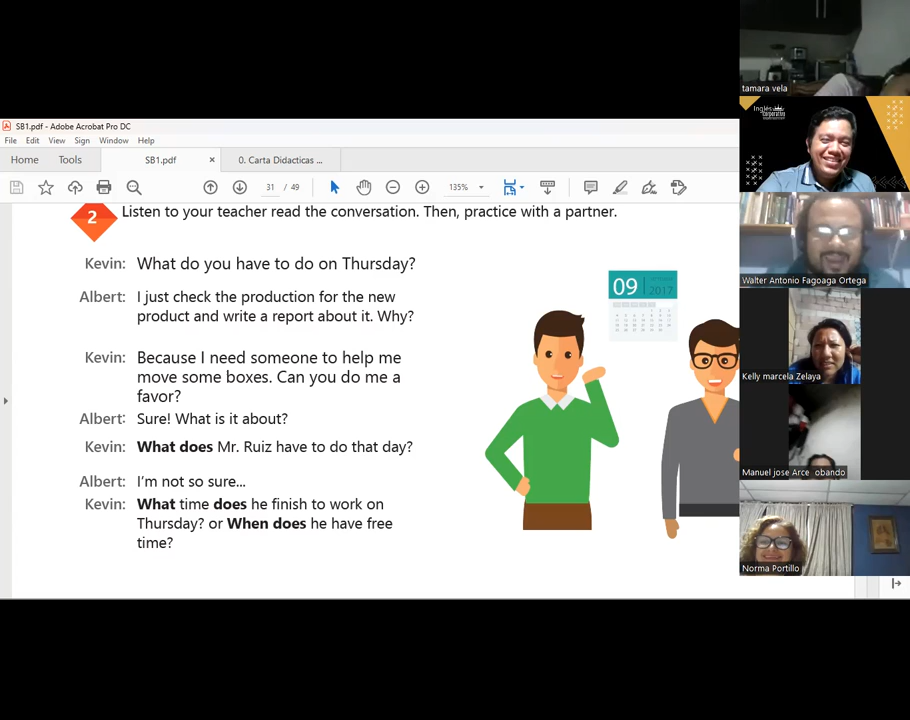 SB1.pdf - Adobe Acrobat Pro DC
File Edit View Sign Window Help
Home Tools SB1.pdf × 0. Carta Didacticas ...
31 / 49 135%
2 Listen to your teacher read the conversation. Then, practice with a partner.
Kevin: What do you have to do on Thursday?
Albert: I just check the production for the new
product and write a report about it. Why?
Kevin: Because I need someone to help me
move some boxes. Can you do me a
favor?
Albert: Sure! What is it about?
Kevin: What does Mr. Ruiz have to do that day?
Albert: I'm not so sure...
Kevin: What time does he finish to work on
Thursday? or When does he have free
time?
09
2017
tamara vela
Inglés
Corporativo
Walter Antonio Fagoaga Ortega
Kelly marcela Zelaya
Manuel jose Arce obando
Norma Portillo